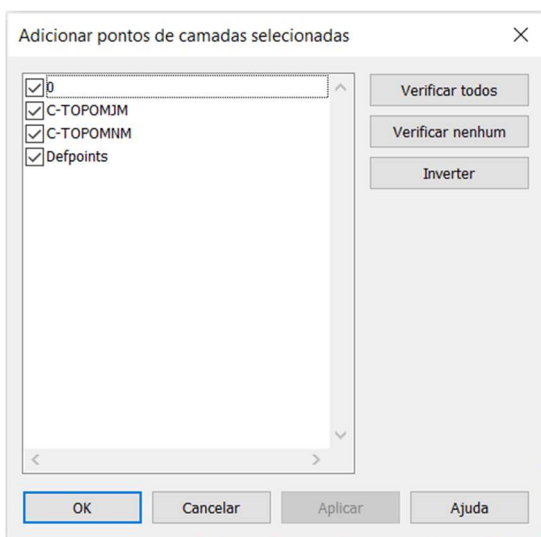 Adicionar pontos de camadas selecionadas
0
C-TOPOMJM
C-TOPOMNM
Defpoints
Verificar todos
Verificar nenhum
Inverter
OK
Cancelar
Aplicar
Ajuda